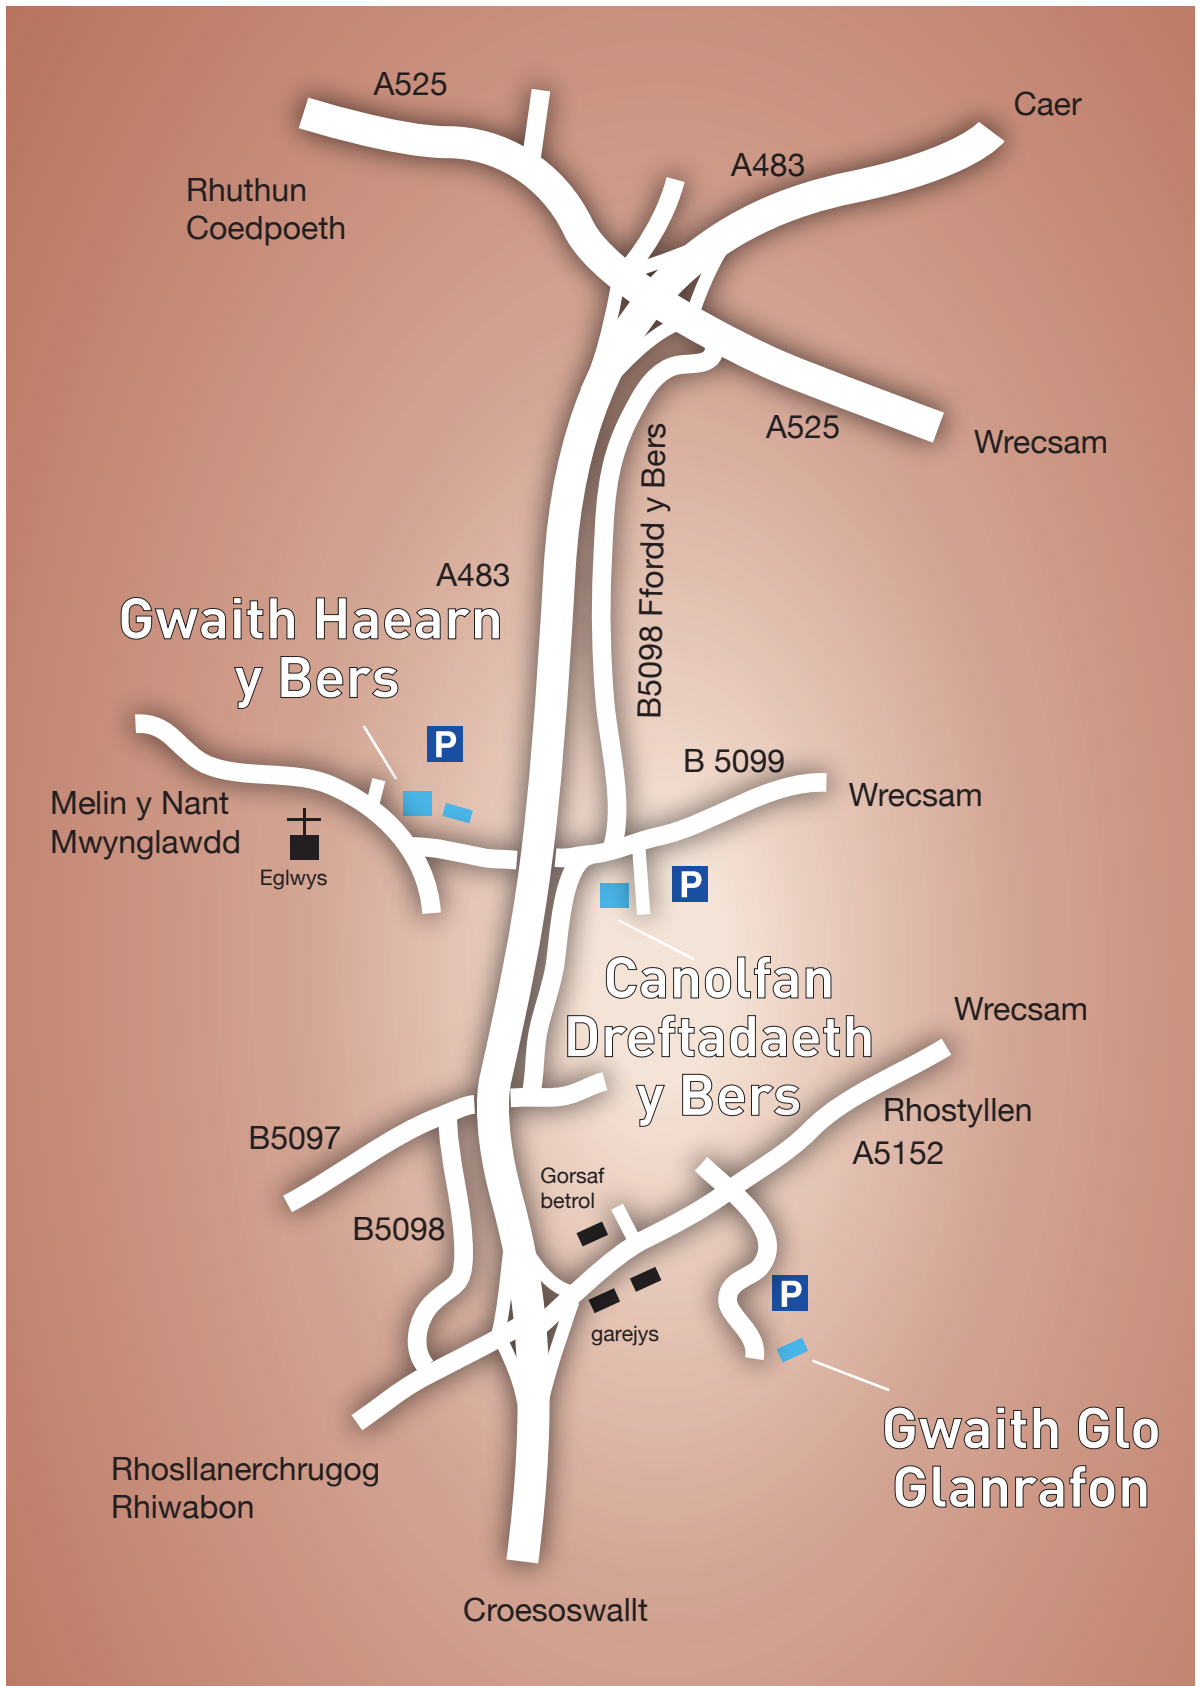 A525
Caer
A483
Rhuthun
Coedpoeth
A525
Wrecsam
B5098 Ffordd y Bers
A483
Gwaith Haearn
y Bers
P
B 5099
Wrecsam
Melin y Nant
Mwynglawdd
Eglwys
P
Canolfan
Dreftadaeth
y Bers
Wrecsam
Rhostyllen
A5152
B5097
Gorsaf
betrol
B5098
P
garejys
Gwaith Glo
Glanrafon
Rhosllanerchrugog
Rhiwabon
Croesoswallt